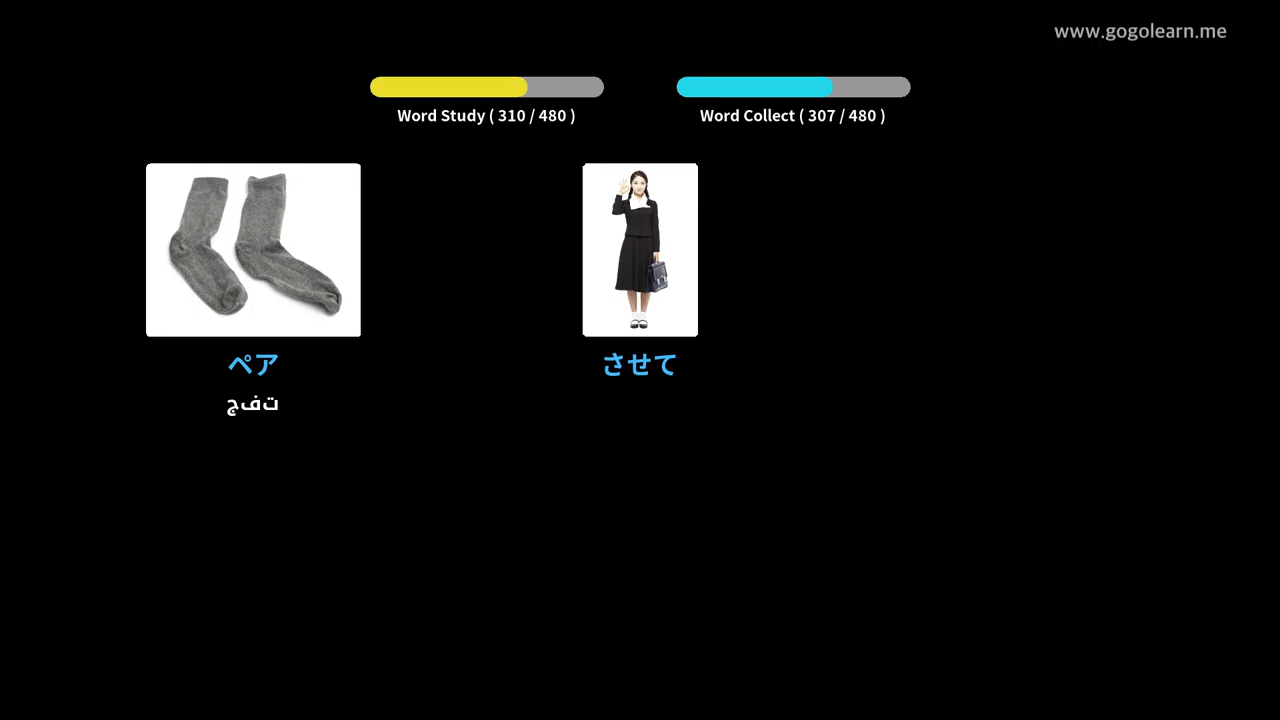 www.gogolearn.me
Word Study ( 310 / 480 )
Word Collect ( 307 / 480 )
ペア
させて
تفج